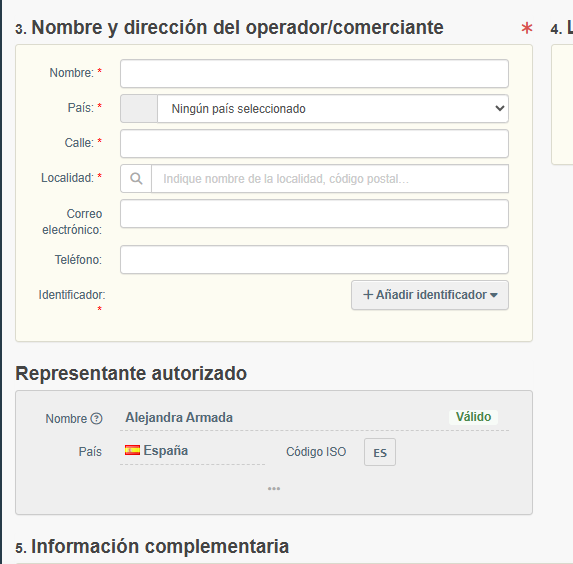 3. Nombre y dirección del operador/comerciante *
4. L
Nombre: *
País: * Ningún país seleccionado
Calle: *
Localidad: * Indique nombre de la localidad, código postal...
Correo
electrónico:
Teléfono:
Identificador: + Añadir identificador
*
Representante autorizado
Nombre ? Alejandra Armada Válido
País España Código ISO ES
...
5. Información complementaria